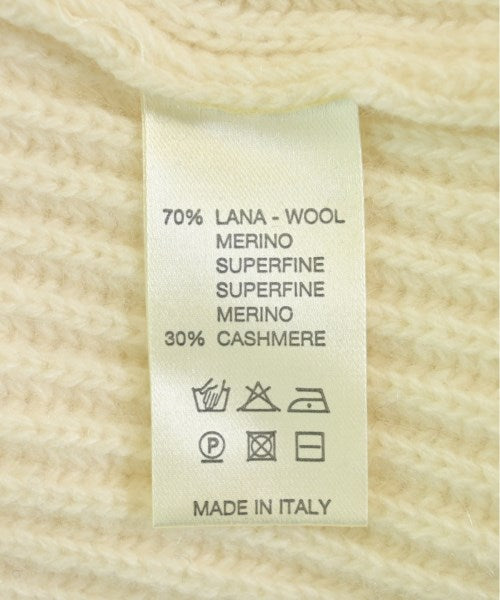 70% LANA - WOOL
MERINO
SUPERFINE
SUPERFINE
MERINO
30% CASHMERE
P
MADE IN ITALY